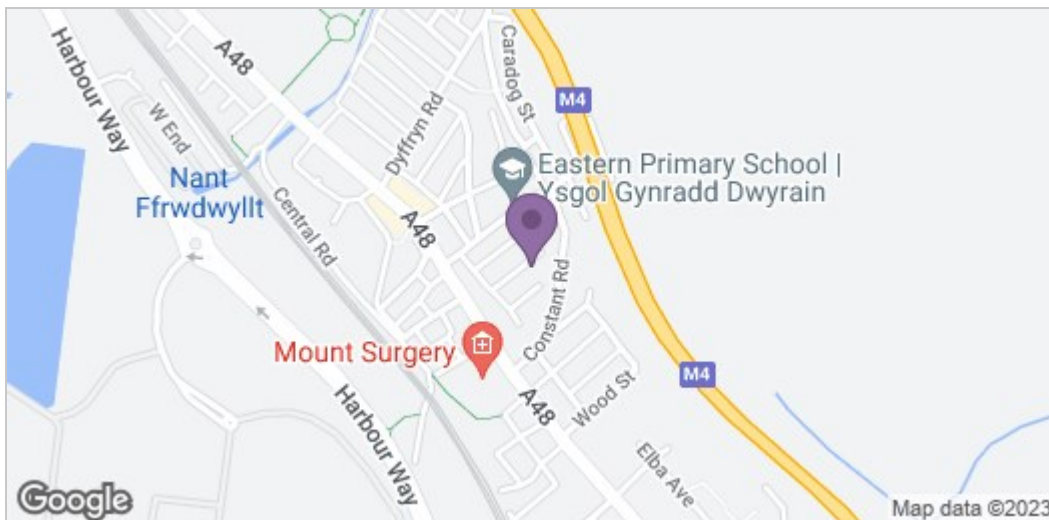 Harbour Way
A48
Caradog St
M4
W End
Dyffryn Rd
Eastern Primary School |
Ysgol Gynradd Dwyrain
Nant
Ffrwdwyllt
Central Rd
A48
Constant Rd
Mount Surgery
M4
Harbour Way
A48
Wood St
Elba Ave
Google
Map data ©2023